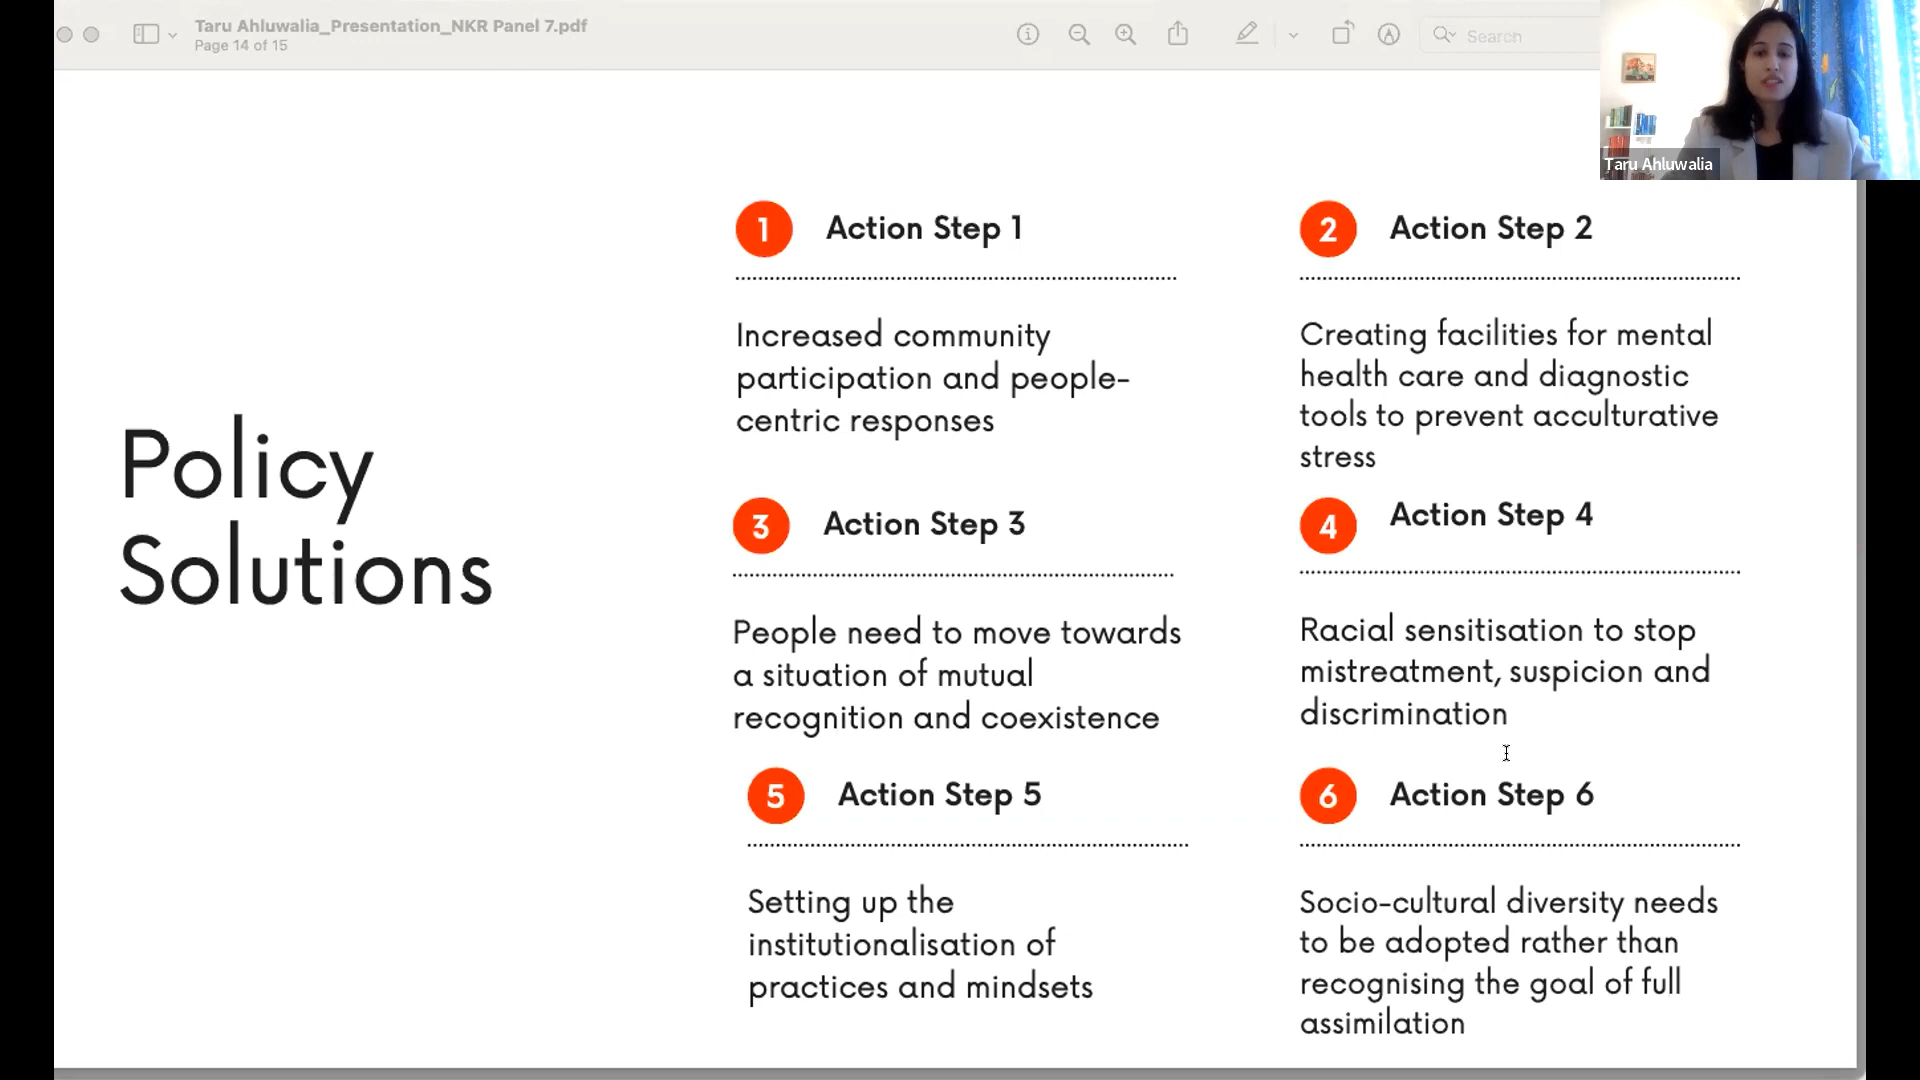 Taru Ahluwalia_Presentation_NKR Panel 7.pdf
Page 14 of 15
Search
Taru Ahluwalia
Policy
Solutions
1 Action Step 1
Increased community
participation and people-
centric responses
2 Action Step 2
Creating facilities for mental
health care and diagnostic
tools to prevent acculturative
stress
3 Action Step 3
People need to move towards
a situation of mutual
recognition and coexistence
4 Action Step 4
Racial sensitisation to stop
mistreatment, suspicion and
discrimination
5 Action Step 5
Setting up the
institutionalisation of
practices and mindsets
6 Action Step 6
Socio-cultural diversity needs
to be adopted rather than
recognising the goal of full
assimilation